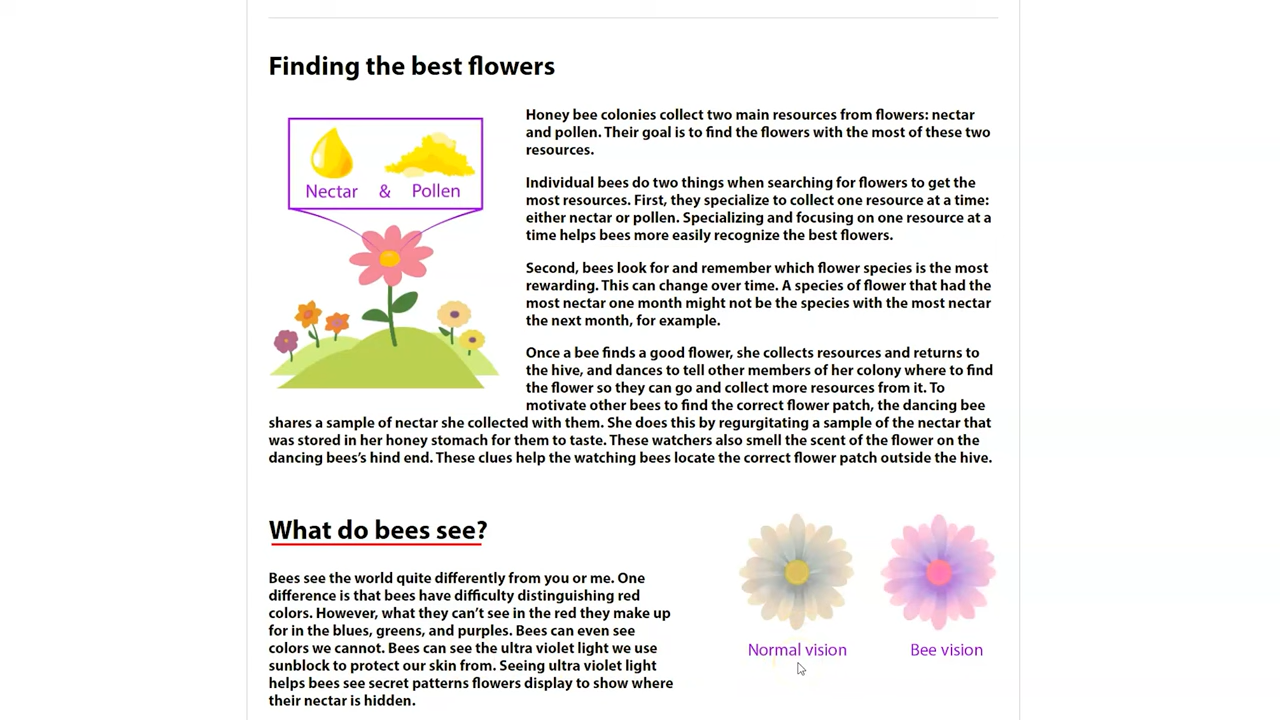 Finding the best flowers
Nectar & Pollen
Honey bee colonies collect two main resources from flowers: nectar
and pollen. Their goal is to find the flowers with the most of these two
resources.
Individual bees do two things when searching for flowers to get the
most resources. First, they specialize to collect one resource at a time:
either nectar or pollen. Specializing and focusing on one resource at a
time helps bees more easily recognize the best flowers.
Second, bees look for and remember which flower species is the most
rewarding. This can change over time. A species of flower that had the
most nectar one month might not be the species with the most nectar
the next month, for example.
Once a bee finds a good flower, she collects resources and returns to
the hive, and dances to tell other members of her colony where to find
the flower so they can go and collect more resources from it. To
motivate other bees to find the correct flower patch, the dancing bee
shares a sample of nectar she collected with them. She does this by regurgitating a sample of the nectar that
was stored in her honey stomach for them to taste. These watchers also smell the scent of the flower on the
dancing bees's hind end. These clues help the watching bees locate the correct flower patch outside the hive.
What do bees see?
Bees see the world quite differently from you or me. One
difference is that bees have difficulty distinguishing red
colors. However, what they can't see in the red they make up
for in the blues, greens, and purples. Bees can even see
colors we cannot. Bees can see the ultra violet light we use
sunblock to protect our skin from. Seeing ultra violet light
helps bees see secret patterns flowers display to show where
their nectar is hidden.
Normal vision
Bee vision